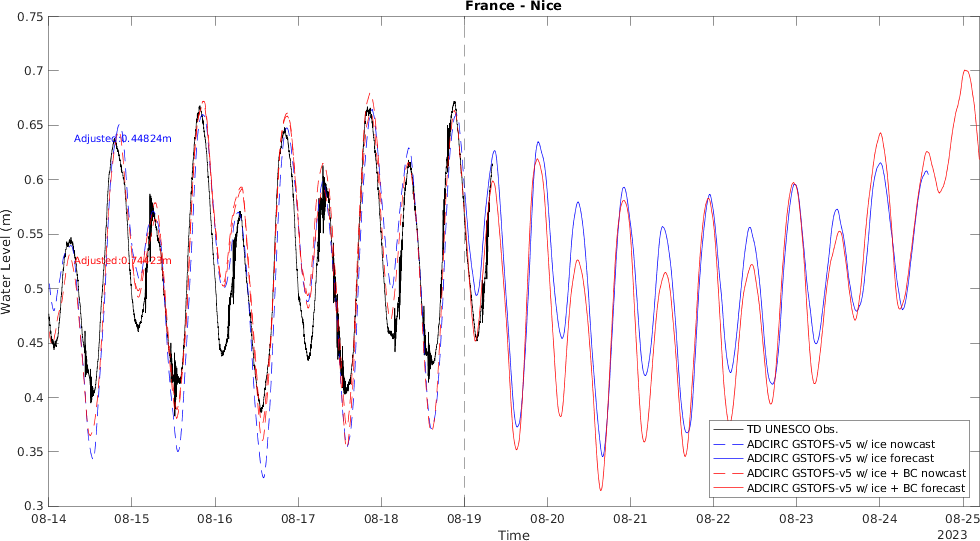 France - Nice
0.75
0.7
0.65
0.6
0.55
0.5
0.45
0.4
0.35
0.3
Water Level (m)
Adjusted:0.44824m
Adjusted:0.74423m
TD UNESCO Obs.
ADCIRC GSTOFS-v5 w/ ice nowcast
ADCIRC GSTOFS-v5 w/ ice forecast
ADCIRC GSTOFS-v5 w/ ice + BC nowcast
ADCIRC GSTOFS-v5 w/ ice + BC forecast
08-14 08-15 08-16 08-17 08-18 08-19 08-20 08-21 08-22 08-23 08-24 08-25
Time
2023